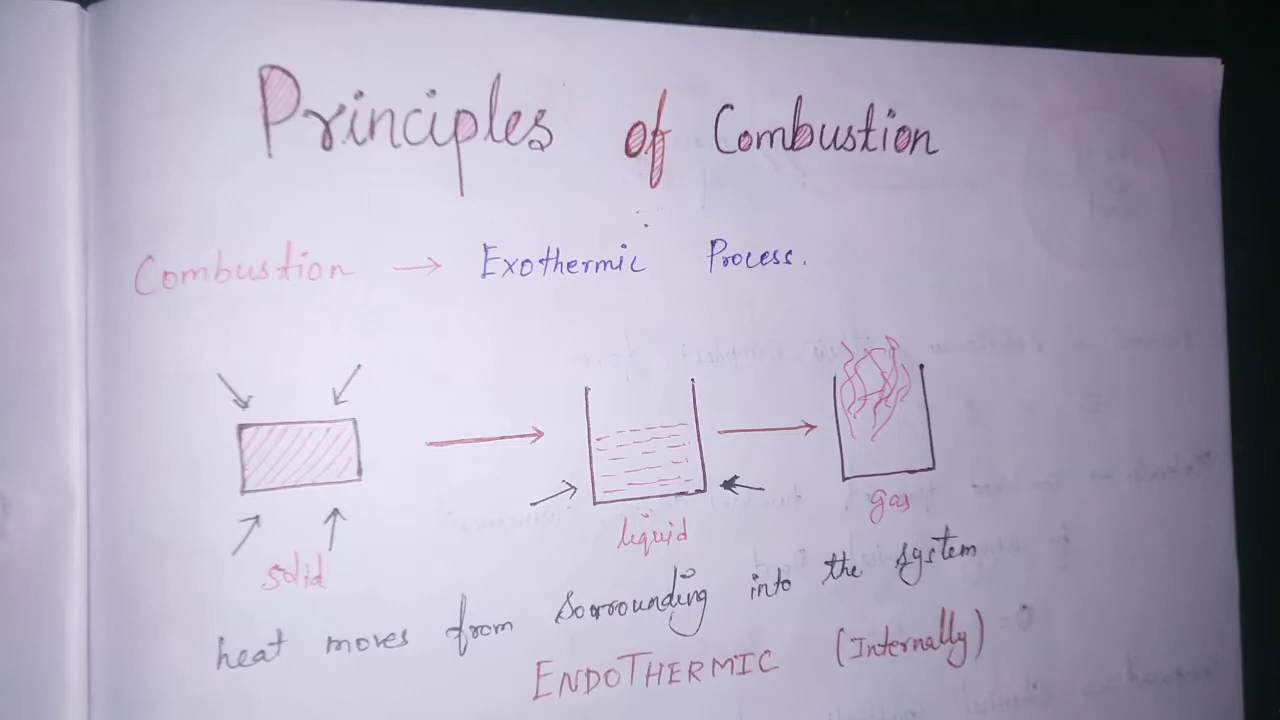 Principles of Combustion
Combustion → Exothermic Process.
solid
liquid
gas
heat moves from sorrounding into the system
ENDOTHERMIC (Internally)